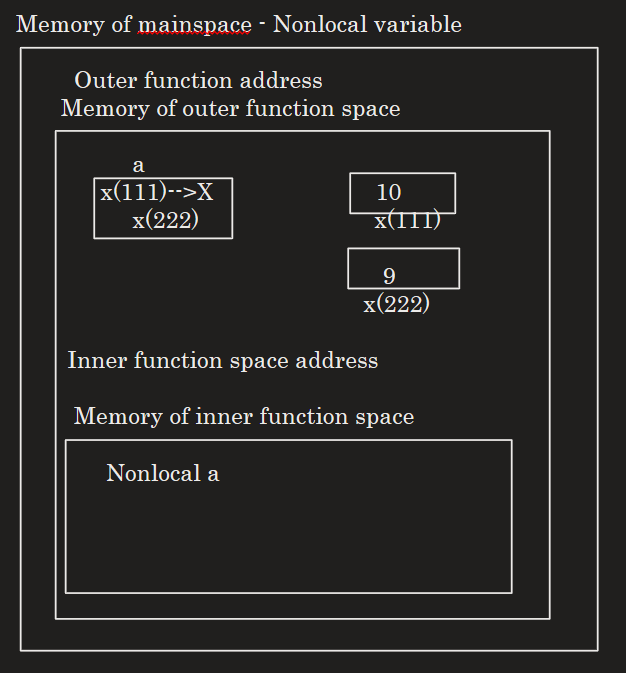 Memory of mainspace - Nonlocal variable
Outer function address
Memory of outer function space
a
x(111)-->X
x(222)
10
x(111)
9
x(222)
Inner function space address
Memory of inner function space
Nonlocal a